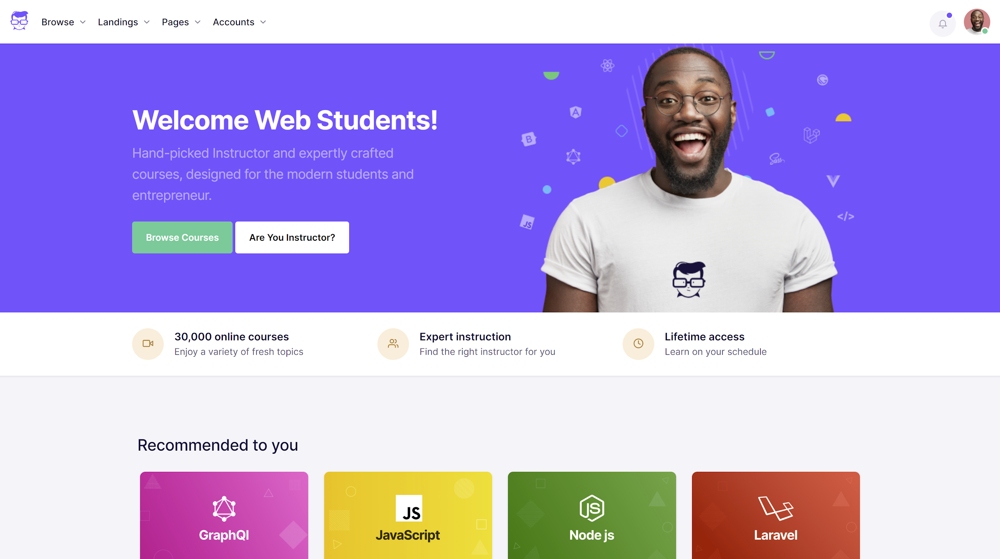 Browse Landings Pages Accounts
Welcome Web Students!
Hand-picked Instructor and expertly crafted
courses, designed for the modern students and
entrepreneur.
Browse Courses Are You Instructor?
B
A
JS
Sass
</>
30,000 online courses
Enjoy a variety of fresh topics
Expert instruction
Find the right instructor for you
Lifetime access
Learn on your schedule
Recommended to you
GraphQl
JS
JavaScript
JS
Node js
Laravel